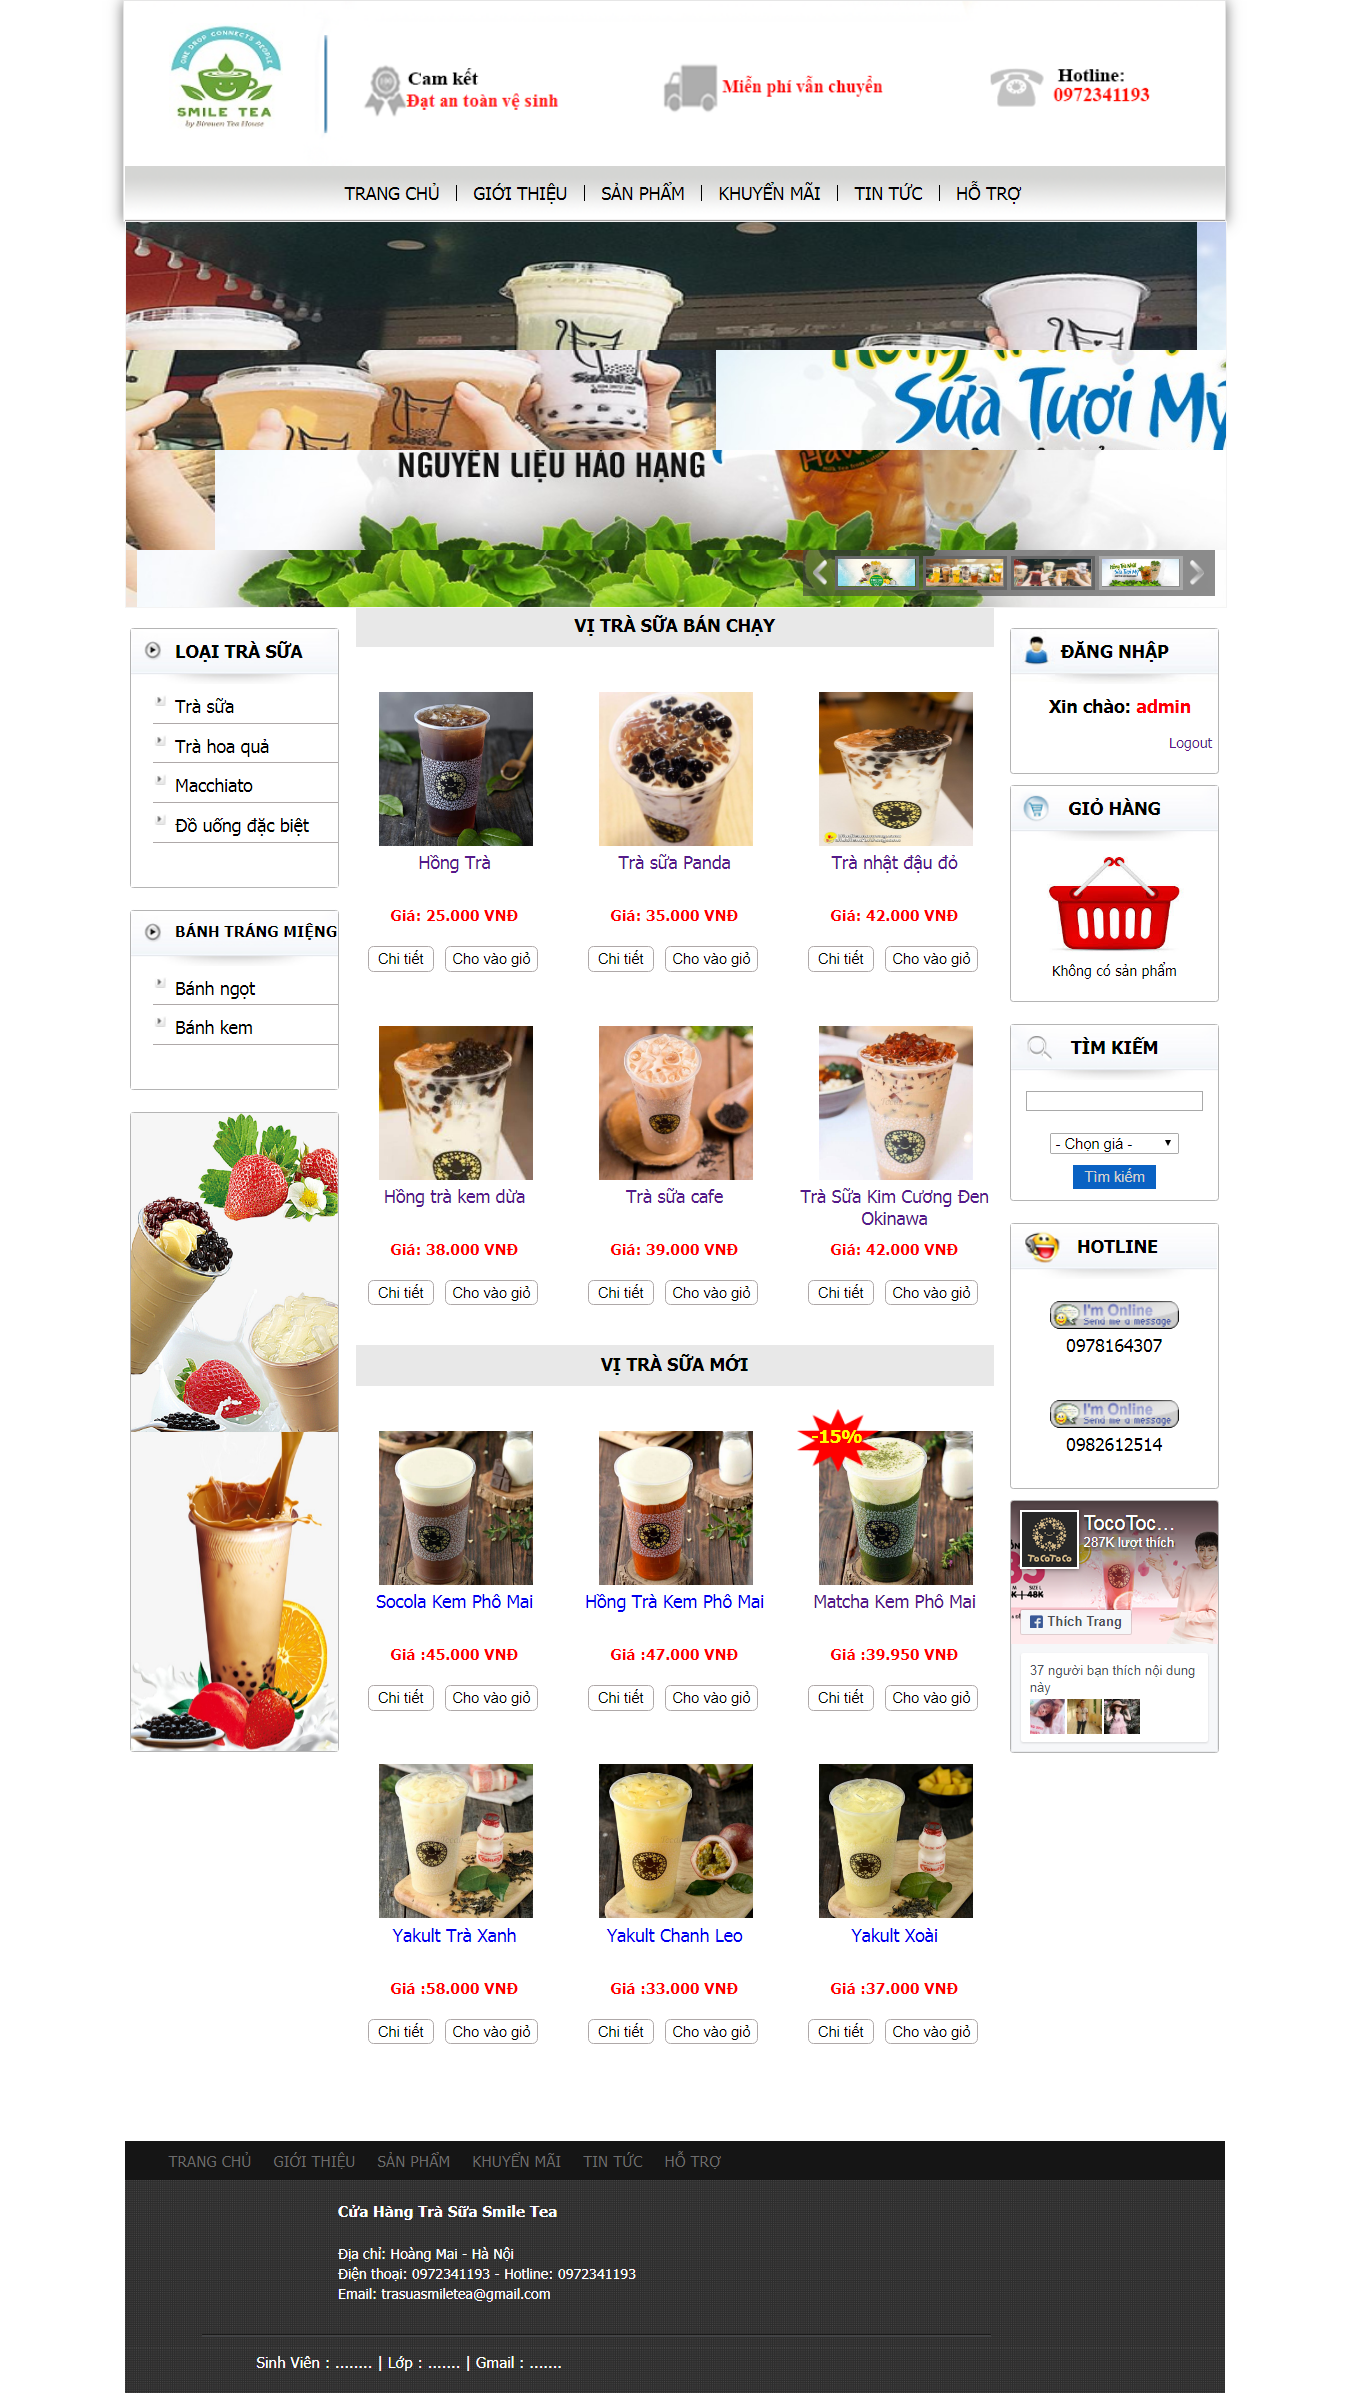 ONE DROP CONNECTS PEOPLE
SMILE TEA
by Birouen Tea House
Cam kết
Đạt an toàn vệ sinh
Miễn phí vẫn chuyển
Hotline:
0972341193
TRANG CHỦ | GIỚI THIỆU | SẢN PHẨM | KHUYẾN MÃI | TIN TỨC | HỖ TRỢ
Sữa Tươi Mỹ
NGUYÊN LIỆU HẢO HẠNG
LOẠI TRÀ SỮA
Trà sữa
Trà hoa quả
Macchiato
Đồ uống đặc biệt
BÁNH TRÁNG MIỆNG
Bánh ngọt
Bánh kem
VỊ TRÀ SỮA BÁN CHẠY
Hồng Trà
Trà sữa Panda
Trà nhật đậu đỏ
Giá: 25.000 VNĐ
Giá: 35.000 VNĐ
Giá: 42.000 VNĐ
Chi tiết Cho vào giỏ
Chi tiết Cho vào giỏ
Chi tiết Cho vào giỏ
Hồng trà kem dừa
Trà sữa cafe
Trà Sữa Kim Cương Đen
Okinawa
Giá: 38.000 VNĐ
Giá: 39.000 VNĐ
Giá: 42.000 VNĐ
Chi tiết Cho vào giỏ
Chi tiết Cho vào giỏ
Chi tiết Cho vào giỏ
VỊ TRÀ SỮA MỚI
-15%
Socola Kem Phô Mai
Hồng Trà Kem Phô Mai
Matcha Kem Phô Mai
Giá :45.000 VNĐ
Giá :47.000 VNĐ
Giá :39.950 VNĐ
Chi tiết Cho vào giỏ
Chi tiết Cho vào giỏ
Chi tiết Cho vào giỏ
Yakult Trà Xanh
Yakult Chanh Leo
Yakult Xoài
Giá :58.000 VNĐ
Giá :33.000 VNĐ
Giá :37.000 VNĐ
Chi tiết Cho vào giỏ
Chi tiết Cho vào giỏ
Chi tiết Cho vào giỏ
ĐĂNG NHẬP
Xin chào: admin
Logout
GIỎ HÀNG
Không có sản phẩm
TÌM KIẾM
- Chọn giá -
Tìm kiếm
HOTLINE
I'm Online
Send me a message
0978164307
I'm Online
Send me a message
0982612514
TocoToc...
287K lượt thích
ToCoToCo
Thích Trang
37 người bạn thích nội dung
này
TRANG CHỦ GIỚI THIỆU SẢN PHẨM KHUYẾN MÃI TIN TỨC HỖ TRỢ
Cửa Hàng Trà Sữa Smile Tea
Địa chỉ: Hoàng Mai - Hà Nội
Điện thoại: 0972341193 - Hotline: 0972341193
Email: trasuasmiletea@gmail.com
Sinh Viên : ........ | Lớp : ....... | Gmail : .......